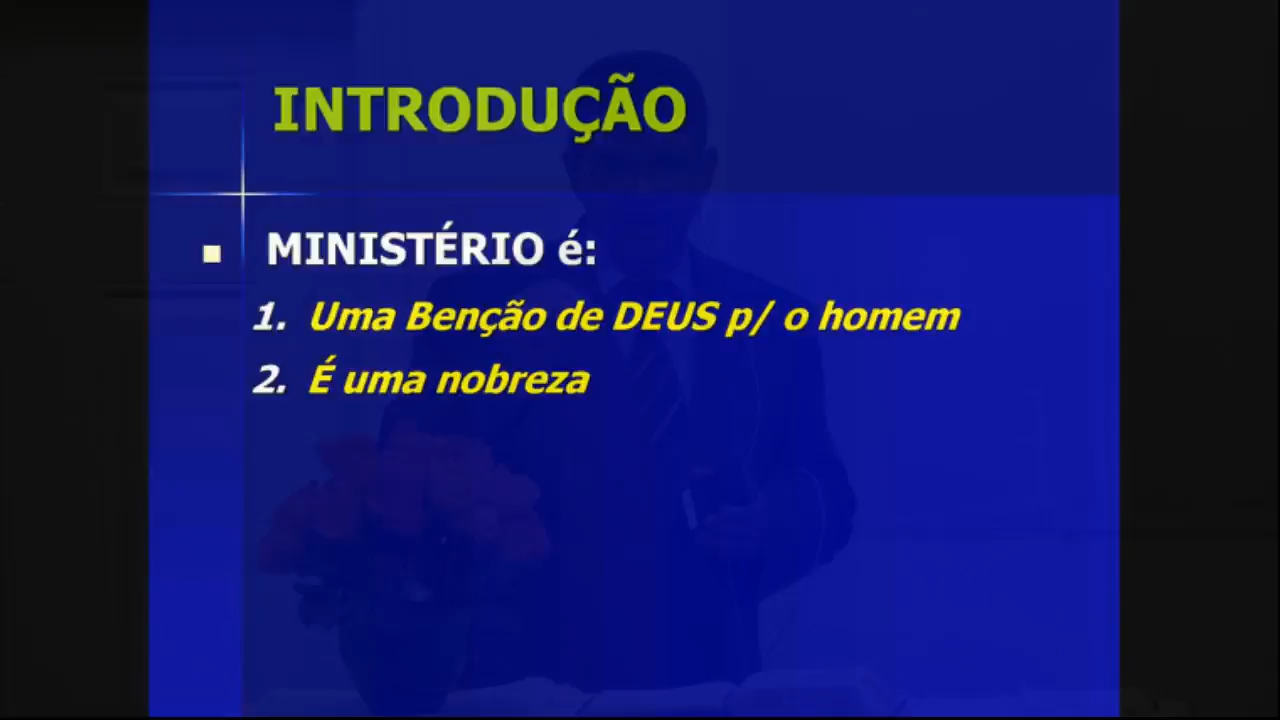 INTRODUÇÃO
MINISTÉRIO é:
1. Uma Benção de DEUS p/ o homem
2. É uma nobreza